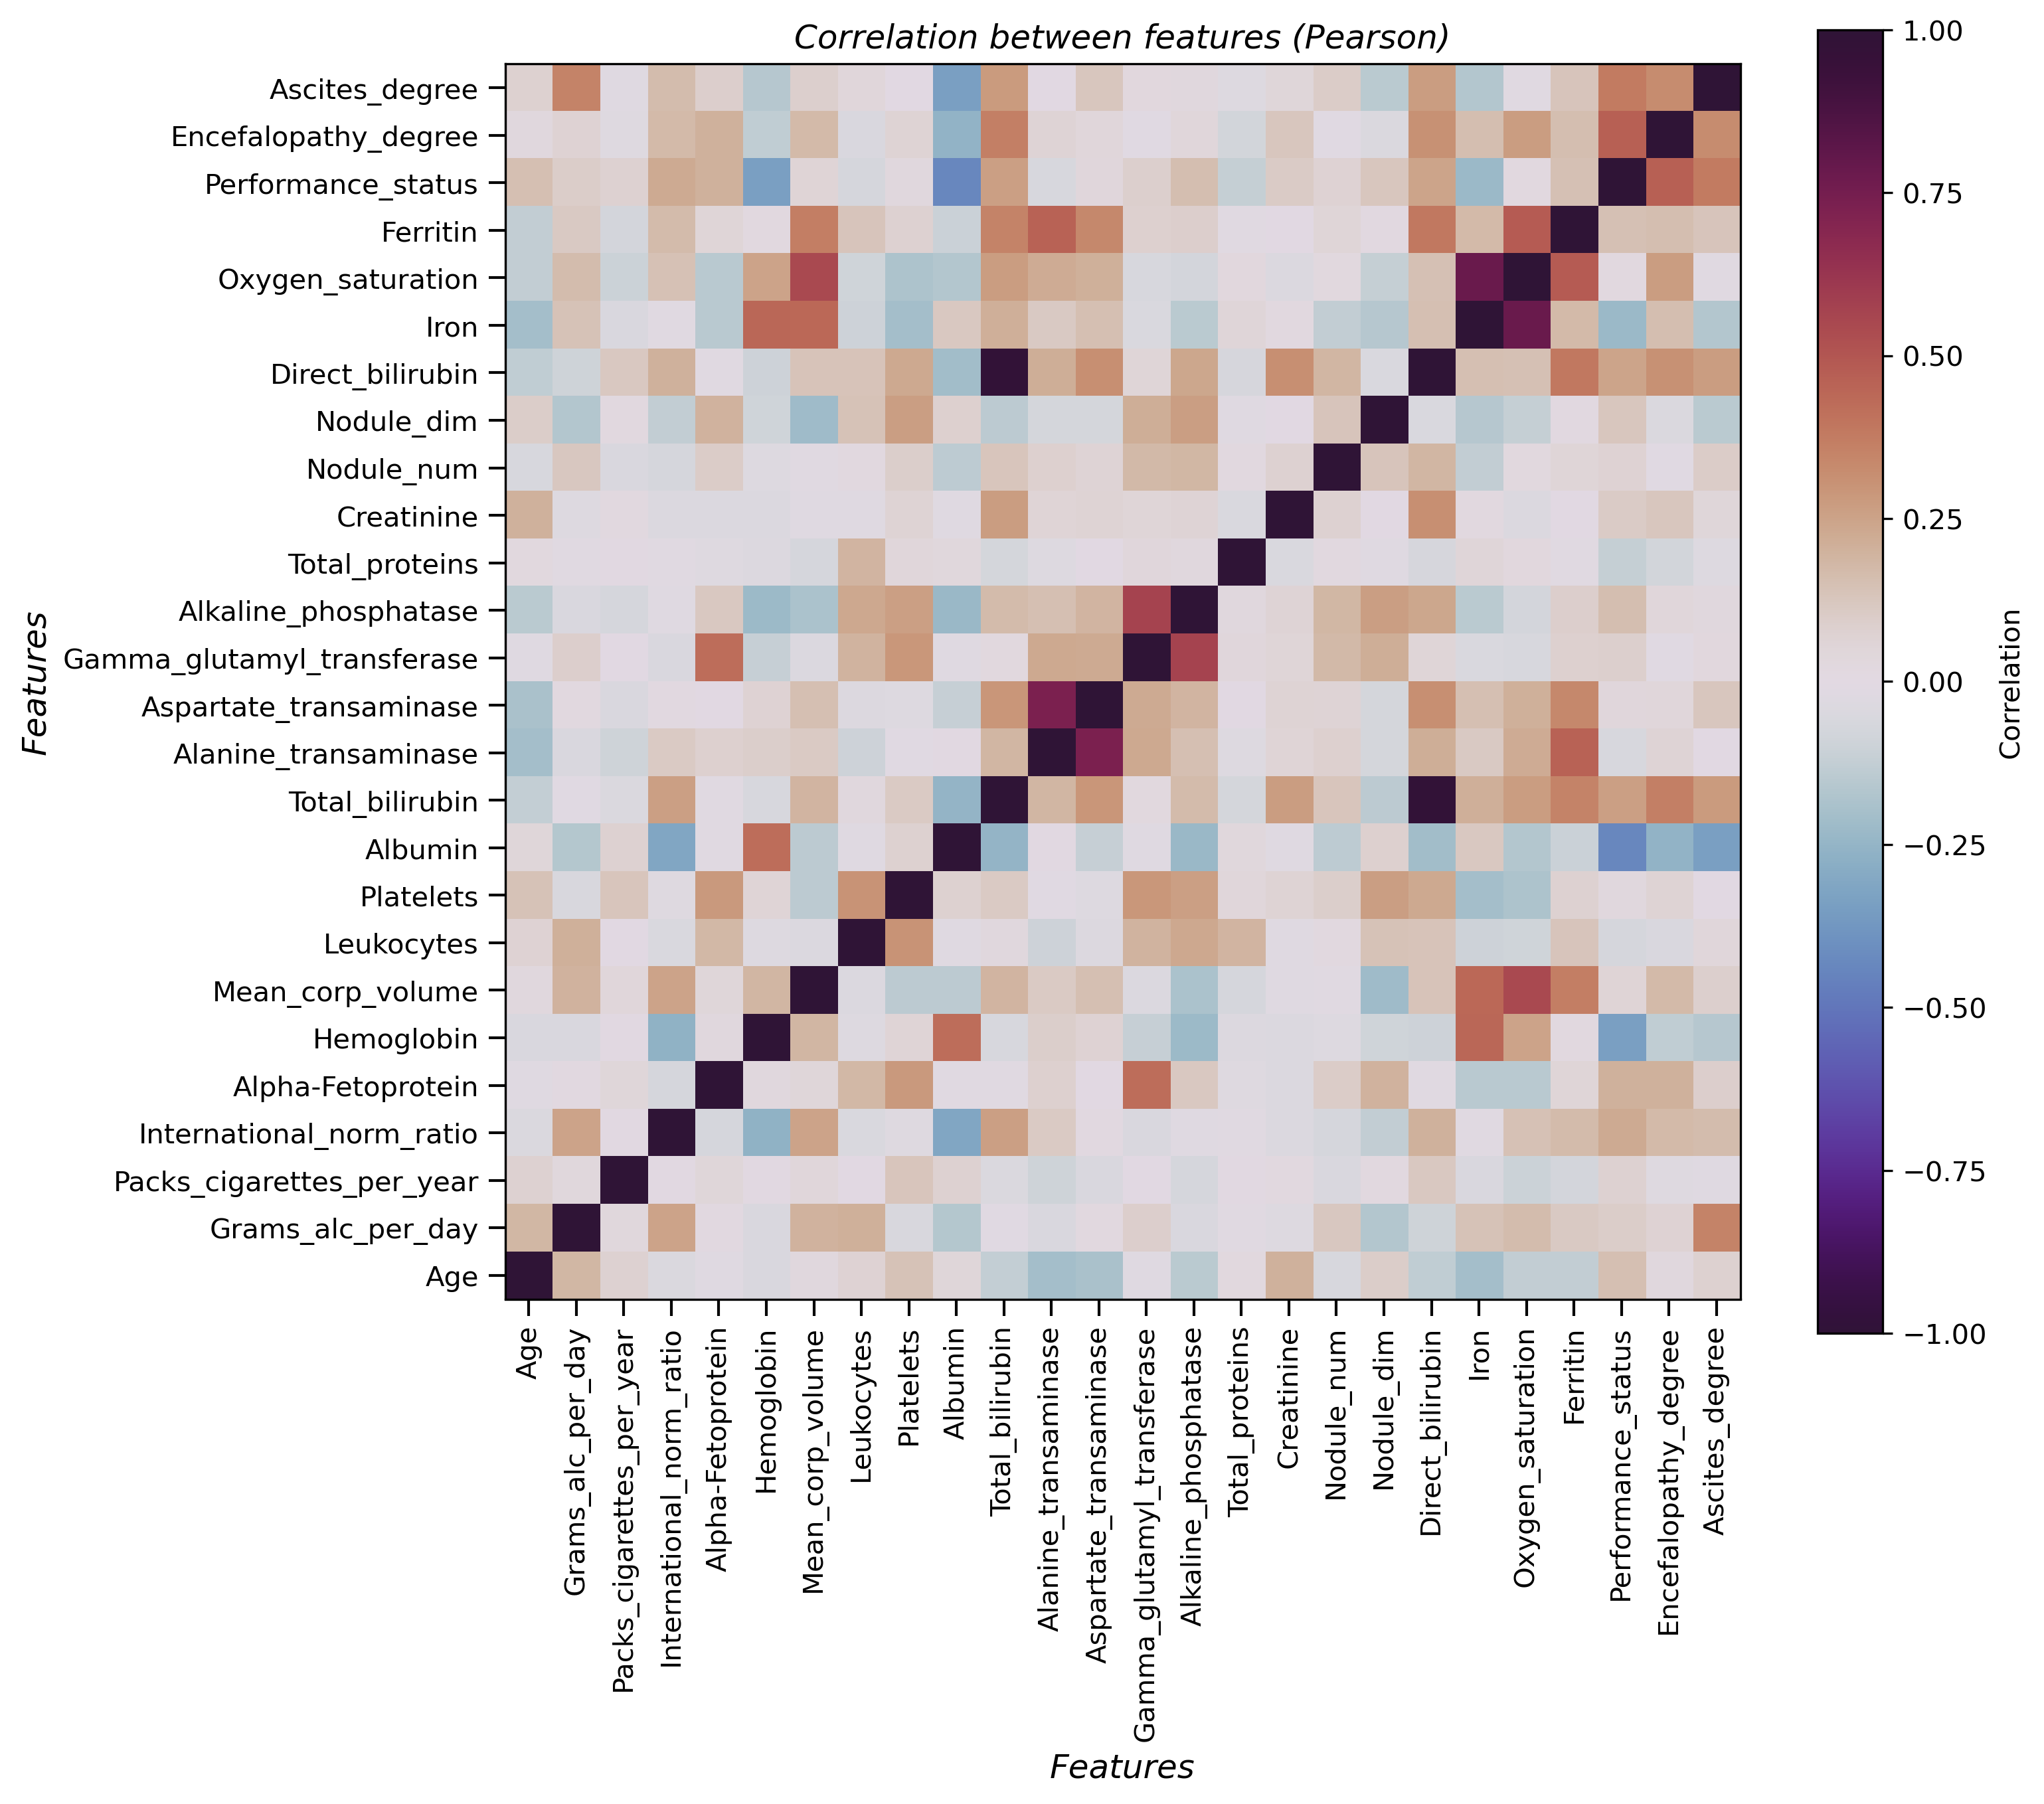 Correlation between features (Pearson)
Features
Ascites_degree
Encefalopathy_degree
Performance_status
Ferritin
Oxygen_saturation
Iron
Direct_bilirubin
Nodule_dim
Nodule_num
Creatinine
Total_proteins
Alkaline_phosphatase
Gamma_glutamyl_transferase
Aspartate_transaminase
Alanine_transaminase
Total_bilirubin
Albumin
Platelets
Leukocytes
Mean_corp_volume
Hemoglobin
Alpha-Fetoprotein
International_norm_ratio
Packs_cigarettes_per_year
Grams_alc_per_day
Age
Age
Grams_alc_per_day
Packs_cigarettes_per_year
International_norm_ratio
Alpha-Fetoprotein
Hemoglobin
Mean_corp_volume
Leukocytes
Platelets
Albumin
Total_bilirubin
Alanine_transaminase
Aspartate_transaminase
Gamma_glutamyl_transferase
Alkaline_phosphatase
Total_proteins
Creatinine
Nodule_num
Nodule_dim
Direct_bilirubin
Iron
Oxygen_saturation
Ferritin
Performance_status
Encefalopathy_degree
Ascites_degree
Features
1.00
0.75
0.50
0.25
0.00
−0.25
−0.50
−0.75
−1.00
Correlation